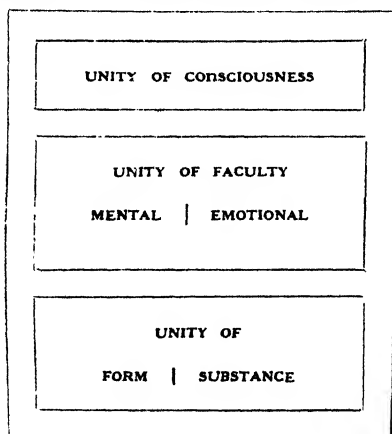 UNITY OF CONSCIOUSNESS
UNITY OF FACULTY
MENTAL | EMOTIONAL
UNITY OF
FORM | SUBSTANCE